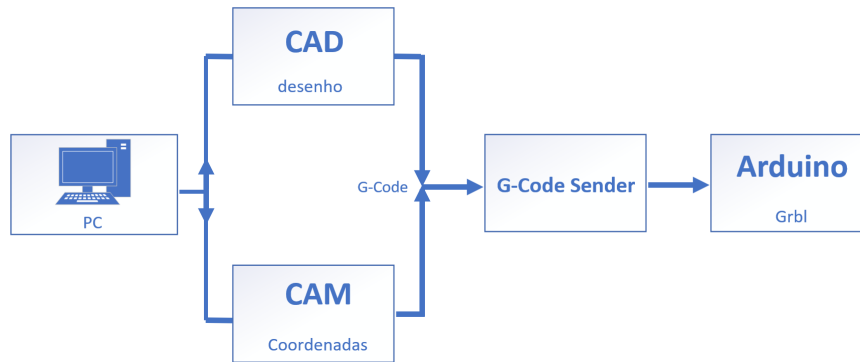 CAD
desenho
PC
G-Code
G-Code Sender
Arduino
Grbl
CAM
Coordenadas